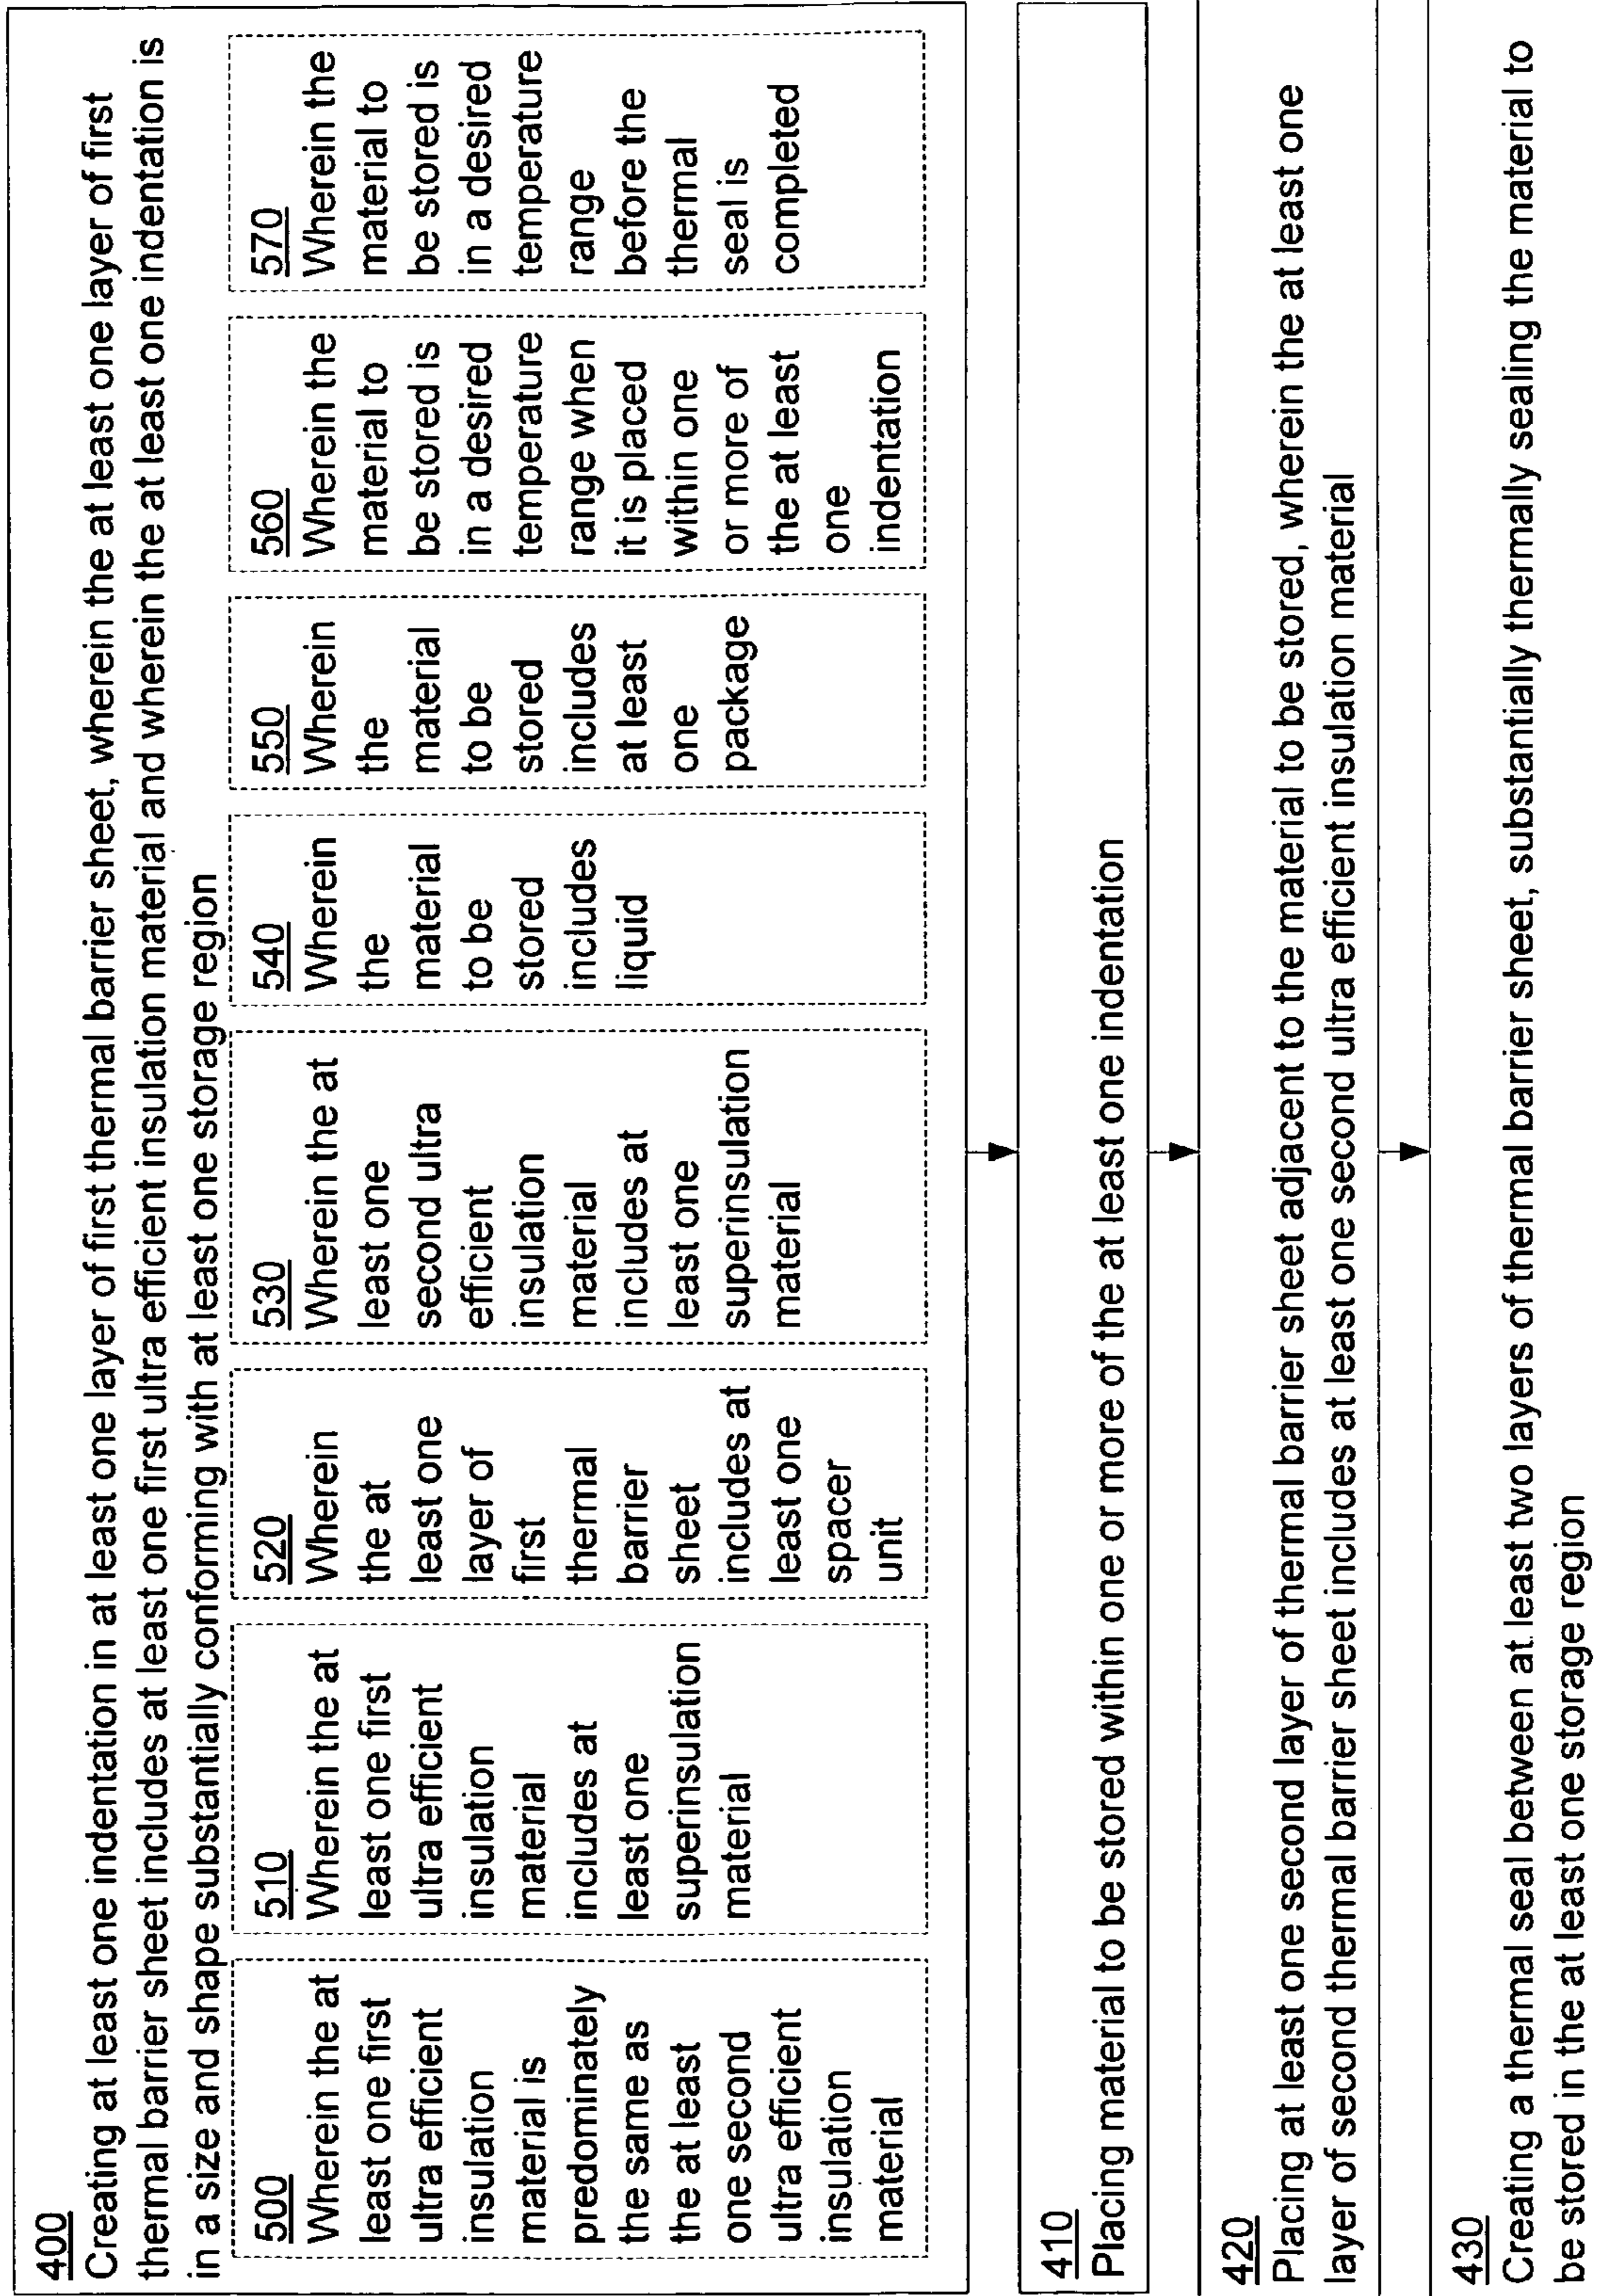 400
Creating at least one indentation in at least one layer of first thermal barrier sheet, wherein the at least one layer of first
thermal barrier sheet includes at least one first ultra efficient insulation material and wherein the at least one indentation is
in a size and shape substantially conforming with at least one storage region
500
Wherein the at
least one first
ultra efficient
insulation
material is
predominately
the same as
the at least
one second
ultra efficient
insulation
material
510
Wherein the at
least one first
ultra efficient
insulation
material
includes at
least one
superinsulation
material
520
Wherein
the at
least one
layer of
first
thermal
barrier
sheet
includes at
least one
spacer
unit
530
Wherein the at
least one
second ultra
efficient
insulation
material
includes at
least one
superinsulation
material
540
Wherein
the
material
to be
stored
includes
liquid
550
Wherein
the
material
to be
stored
includes
at least
one
package
560
Wherein the
material to
be stored is
in a desired
temperature
range when
it is placed
within one
or more of
the at least
one
indentation
570
Wherein the
material to
be stored is
in a desired
temperature
range
before the
thermal
seal is
completed
410
Placing material to be stored within one or more of the at least one indentation
420
Placing at least one second layer of thermal barrier sheet adjacent to the material to be stored, wherein the at least one
layer of second thermal barrier sheet includes at least one second ultra efficient insulation material
430
Creating a thermal seal between at least two layers of thermal barrier sheet, substantially thermally sealing the material to
be stored in the at least one storage region